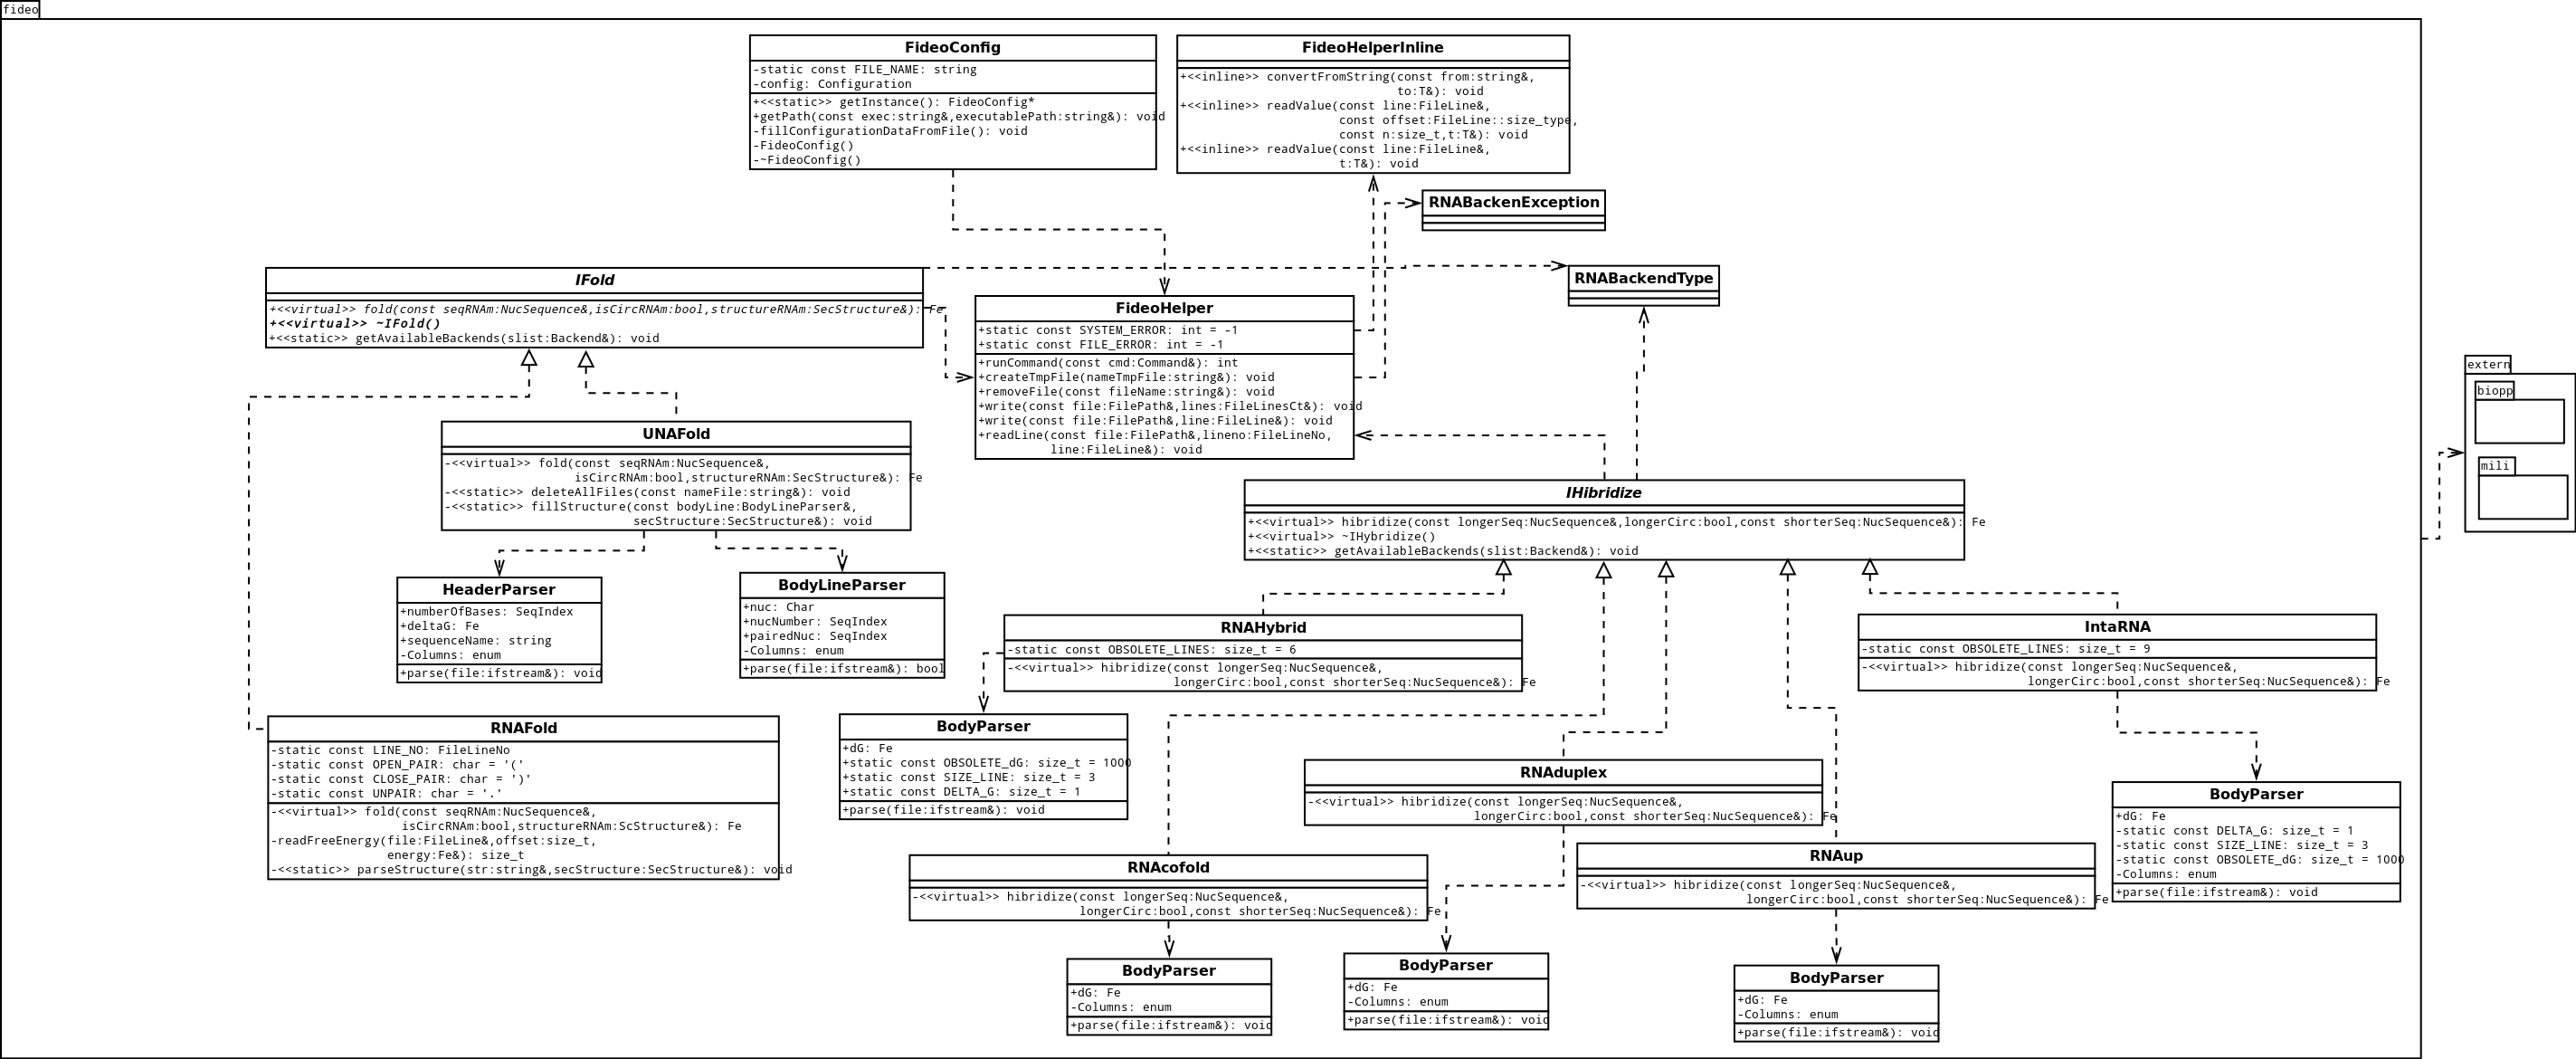 fideo
FideoConfig
-static const FILE_NAME: string
-config: Configuration
+<<static>> getInstance(): FideoConfig*
+getPath(const exec:string&,executablePath:string&): void
-fillConfigurationDataFromFile(): void
-FideoConfig()
-~FideoConfig()
FideoHelperInline
+<<inline>> convertFromString(const from:string&,
to:T&): void
+<<inline>> readValue(const line:FileLine&,
const offset:FileLine::size_type,
const n:size_t,t:T&): void
+<<inline>> readValue(const line:FileLine&,
t:T&): void
RNABackenException
RNABackendType
IFold
+<<virtual>> fold(const seqRNAm:NucSequence&,isCircRNAm:bool,structureRNAm:SecStructure&): Fe
+<<virtual>> ~IFold()
+<<static>> getAvailableBackends(slist:Backend&): void
FideoHelper
+static const SYSTEM_ERROR: int = -1
+static const FILE_ERROR: int = -1
+runCommand(const cmd:Command&): int
+createTmpFile(nameTmpFile:string&): void
+removeFile(const fileName:string&): void
+write(const file:FilePath&,lines:FileLinesCt&): void
+write(const file:FilePath&,line:FileLine&): void
+readLine(const file:FilePath&,lineno:FileLineNo,
line:FileLine&): void
extern
biopp
mili
UNAFold
-<<virtual>> fold(const seqRNAm:NucSequence&,
isCircRNAm:bool,structureRNAm:SecStructure&): Fe
-<<static>> deleteAllFiles(const nameFile:string&): void
-<<static>> fillStructure(const bodyLine:BodyLineParser&,
secStructure:SecStructure&): void
IHibridize
+<<virtual>> hibridize(const longerSeq:NucSequence&,longerCirc:bool,const shorterSeq:NucSequence&): Fe
+<<virtual>> ~IHybridize()
+<<static>> getAvailableBackends(slist:Backend&): void
HeaderParser
+numberOfBases: SeqIndex
+deltaG: Fe
+sequenceName: string
-Columns: enum
+parse(file:ifstream&): void
BodyLineParser
+nuc: Char
+nucNumber: SeqIndex
+pairedNuc: SeqIndex
-Columns: enum
+parse(file:ifstream&): bool
RNAHybrid
-static const OBSOLETE_LINES: size_t = 6
-<<virtual>> hibridize(const longerSeq:NucSequence&,
longerCirc:bool,const shorterSeq:NucSequence&): Fe
IntaRNA
-static const OBSOLETE_LINES: size_t = 9
-<<virtual>> hibridize(const longerSeq:NucSequence&,
longerCirc:bool,const shorterSeq:NucSequence&): Fe
RNAFold
-static const LINE_NO: FileLineNo
-static const OPEN_PAIR: char = '('
-static const CLOSE_PAIR: char = ')'
-static const UNPAIR: char = '.'
-<<virtual>> fold(const seqRNAm:NucSequence&,
isCircRNAm:bool,structureRNAm:ScStructure&): Fe
-readFreeEnergy(file:FileLine&,offset:size_t,
energy:Fe&): size_t
-<<static>> parseStructure(str:string&,secStructure:SecStructure&): void
BodyParser
+dG: Fe
+static const OBSOLETE_dG: size_t = 1000
+static const SIZE_LINE: size_t = 3
+static const DELTA_G: size_t = 1
+parse(file:ifstream&): void
RNAduplex
-<<virtual>> hibridize(const longerSeq:NucSequence&,
longerCirc:bool,const shorterSeq:NucSequence&): Fe
BodyParser
+dG: Fe
-static const DELTA_G: size_t = 1
-static const SIZE_LINE: size_t = 3
-static const OBSOLETE_dG: size_t = 1000
-Columns: enum
+parse(file:ifstream&): void
RNAcofold
-<<virtual>> hibridize(const longerSeq:NucSequence&,
longerCirc:bool,const shorterSeq:NucSequence&): Fe
RNAup
-<<virtual>> hibridize(const longerSeq:NucSequence&,
longerCirc:bool,const shorterSeq:NucSequence&): Fe
BodyParser
+dG: Fe
-Columns: enum
+parse(file:ifstream&): void
BodyParser
+dG: Fe
-Columns: enum
+parse(file:ifstream&): void
BodyParser
+dG: Fe
-Columns: enum
+parse(file:ifstream&): void